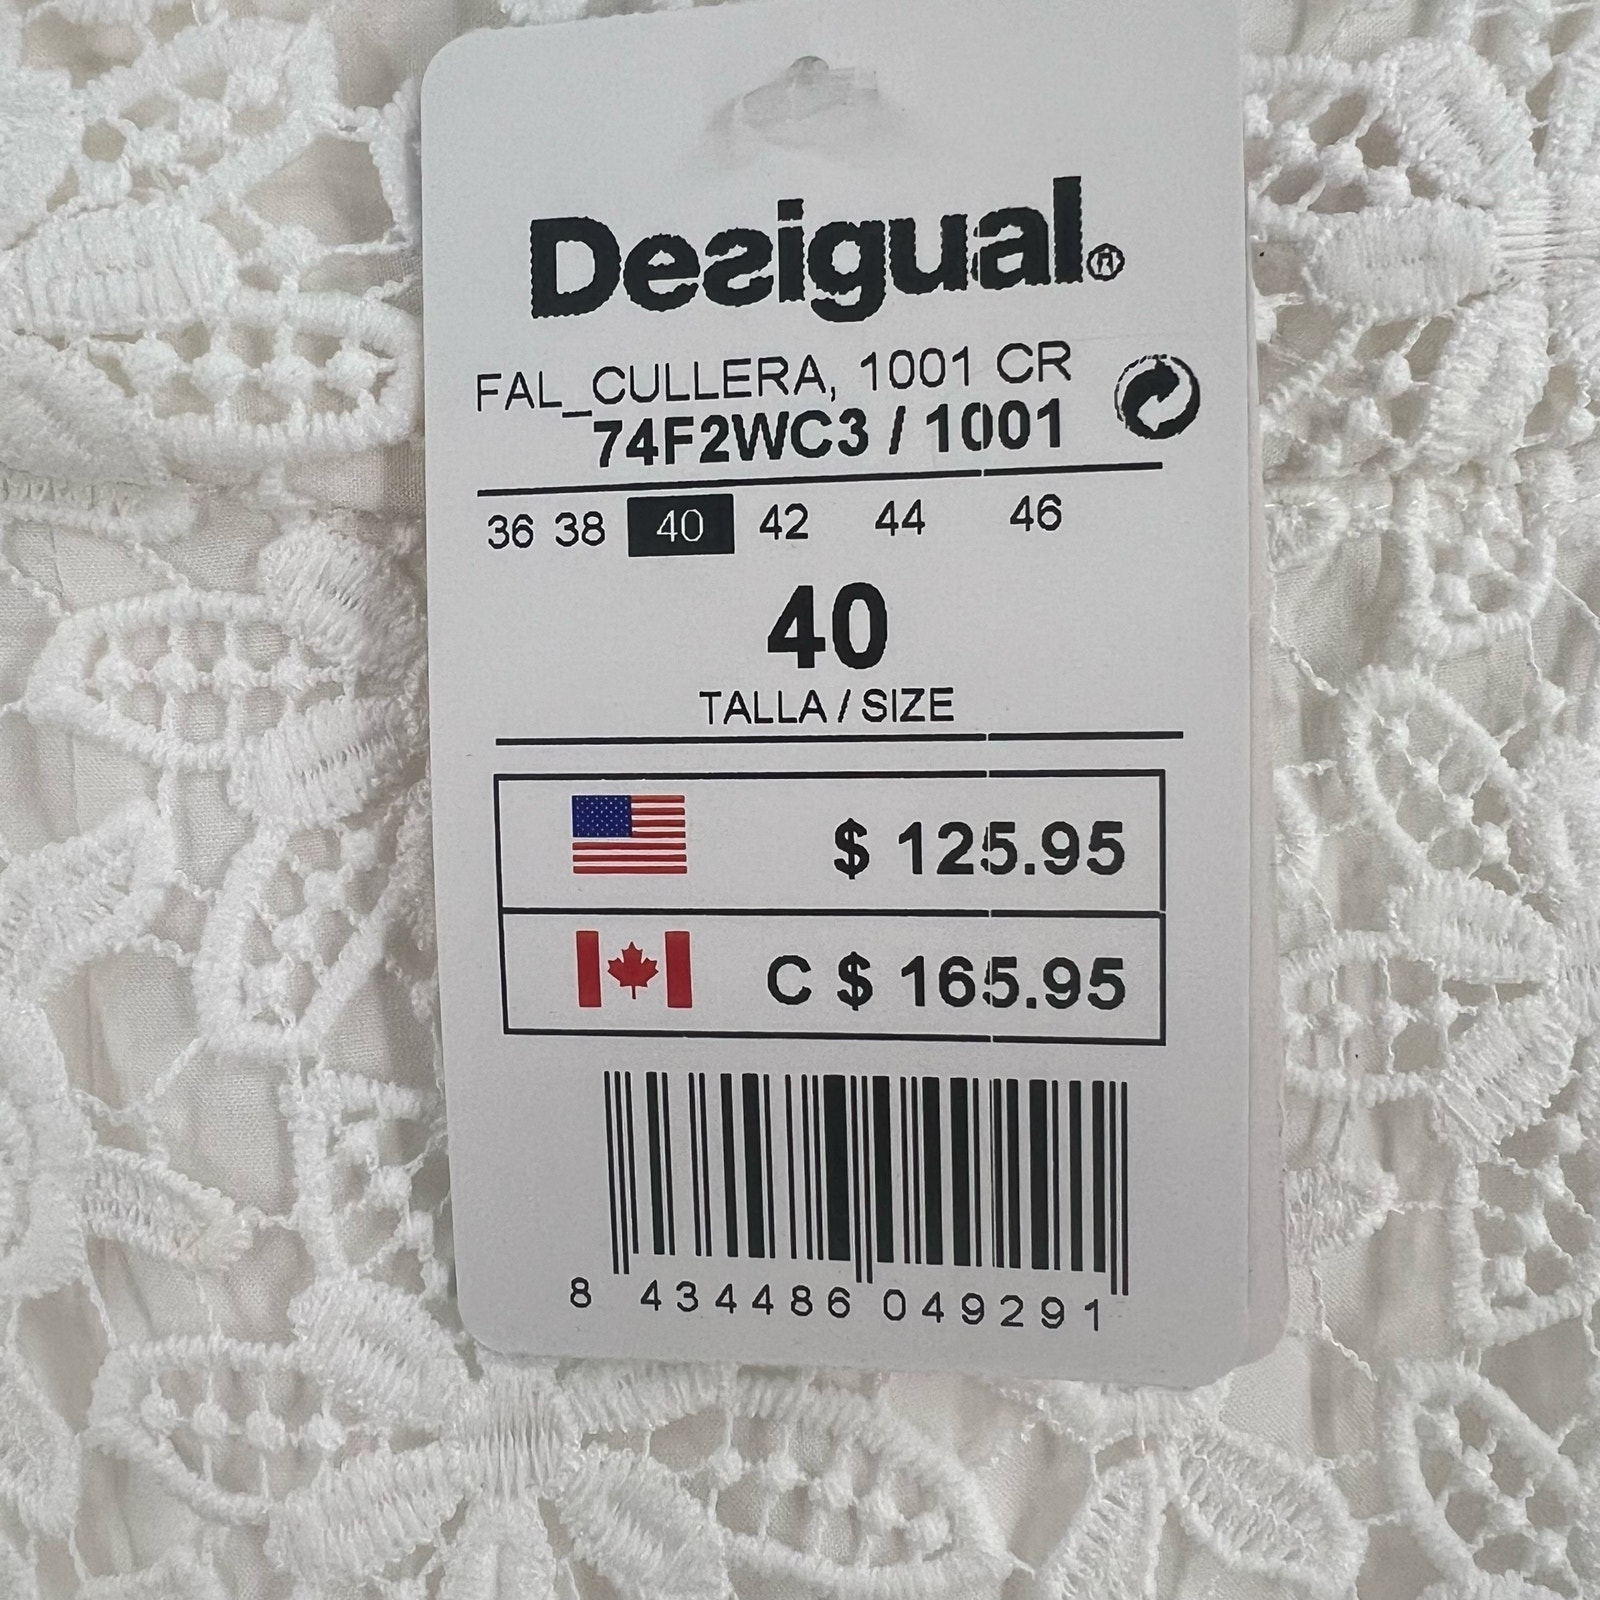 Desigual®
FAL_CULLERA, 1001 CR
74F2WC3 / 1001
36 38 40 42 44 46
40
TALLA / SIZE
$ 125.95
C $ 165.95
8 434486 049291